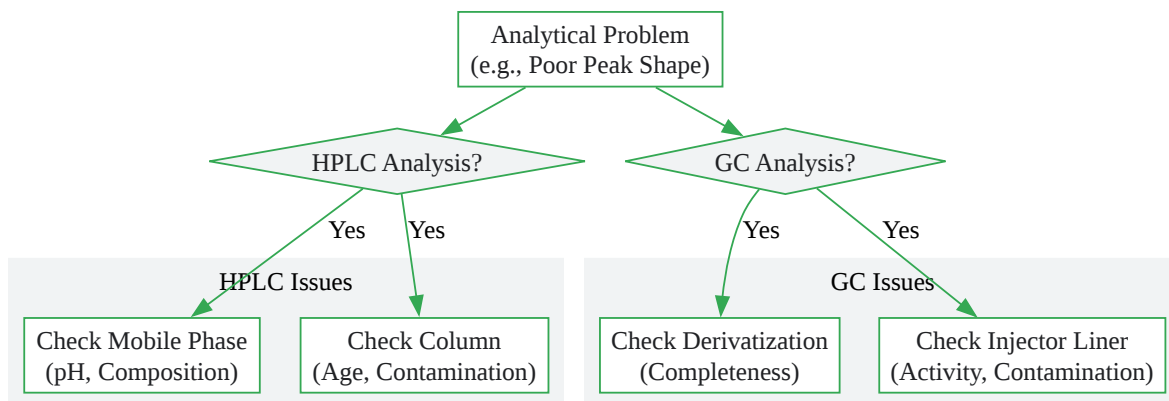 Analytical Problem
(e.g., Poor Peak Shape)
HPLC Analysis?
GC Analysis?
Yes
Yes
Yes
Yes
HPLC Issues
GC Issues
Check Mobile Phase
(pH, Composition)
Check Column
(Age, Contamination)
Check Derivatization
(Completeness)
Check Injector Liner
(Activity, Contamination)